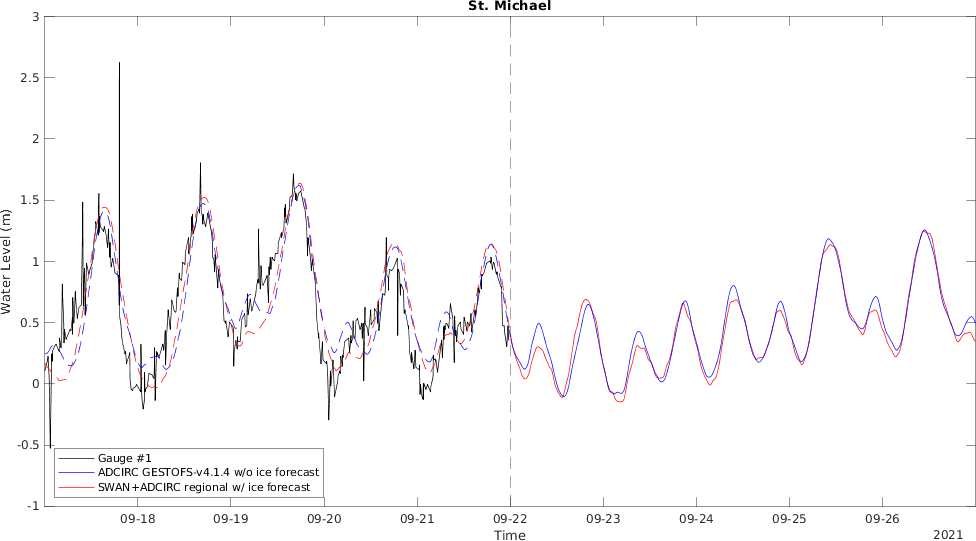 St. Michael
3
2.5
2
1.5
1
0.5
0
-0.5
-1
Water Level (m)
Gauge #1
ADCIRC GESTOFS-v4.1.4 w/o ice forecast
SWAN+ADCIRC regional w/ ice forecast
09-18 09-19 09-20 09-21 09-22 09-23 09-24 09-25 09-26
Time
2021